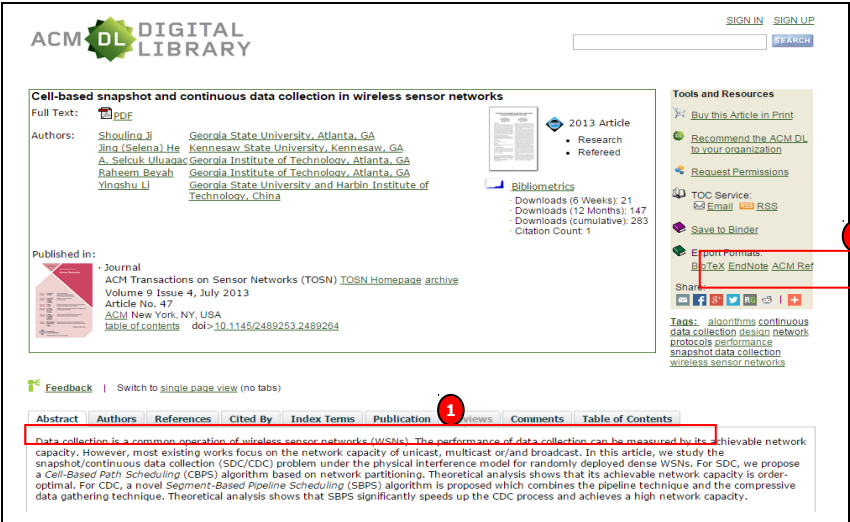 SIGN IN SIGN UP
ACM DL DIGITAL LIBRARY
SEARCH
Cell-based snapshot and continuous data collection in wireless sensor networks
Full Text: PDF
Authors: Shouling Ji Georgia State University, Atlanta, GA
Jing (Selena) He Kennesaw State University, Kennesaw, GA
A. Selcuk Uluagac Georgia Institute of Technology, Atlanta, GA
Raheem Beyah Georgia Institute of Technology, Atlanta, GA
Yingshu Li Georgia State University and Harbin Institute of
Technology, China
2013 Article
• Research
• Refereed
Bibliometrics
· Downloads (6 Weeks): 21
· Downloads (12 Months): 147
· Downloads (cumulative): 283
· Citation Count: 1
Published in:
· Journal
ACM Transactions on Sensor Networks (TOSN) TOSN Homepage archive
Volume 9 Issue 4, July 2013
Article No. 47
ACM New York, NY, USA
table of contents doi>10.1145/2489253.2489264
Tools and Resources
Buy this Article in Print
Recommend the ACM DL
to your organization
Request Permissions
TOC Service:
Email RSS RSS
Save to Binder
Export Formats:
BibTeX EndNote ACM Ref
Share:
Tags: algorithms continuous
data collection design network
protocols performance
snapshot data collection
wireless sensor networks
Feedback | Switch to single page view (no tabs)
1
Abstract Authors References Cited By Index Terms Publication Reviews Comments Table of Contents
Data collection is a common operation of wireless sensor networks (WSNs). The performance of data collection can be measured by its achievable network
capacity. However, most existing works focus on the network capacity of unicast, multicast or/and broadcast. In this article, we study the
snapshot/continuous data collection (SDC/CDC) problem under the physical interference model for randomly deployed dense WSNs. For SDC, we propose
a Cell-Based Path Scheduling (CBPS) algorithm based on network partitioning. Theoretical analysis shows that its achievable network capacity is order-
optimal. For CDC, a novel Segment-Based Pipeline Scheduling (SBPS) algorithm is proposed which combines the pipeline technique and the compressive
data gathering technique. Theoretical analysis shows that SBPS significantly speeds up the CDC process and achieves a high network capacity.